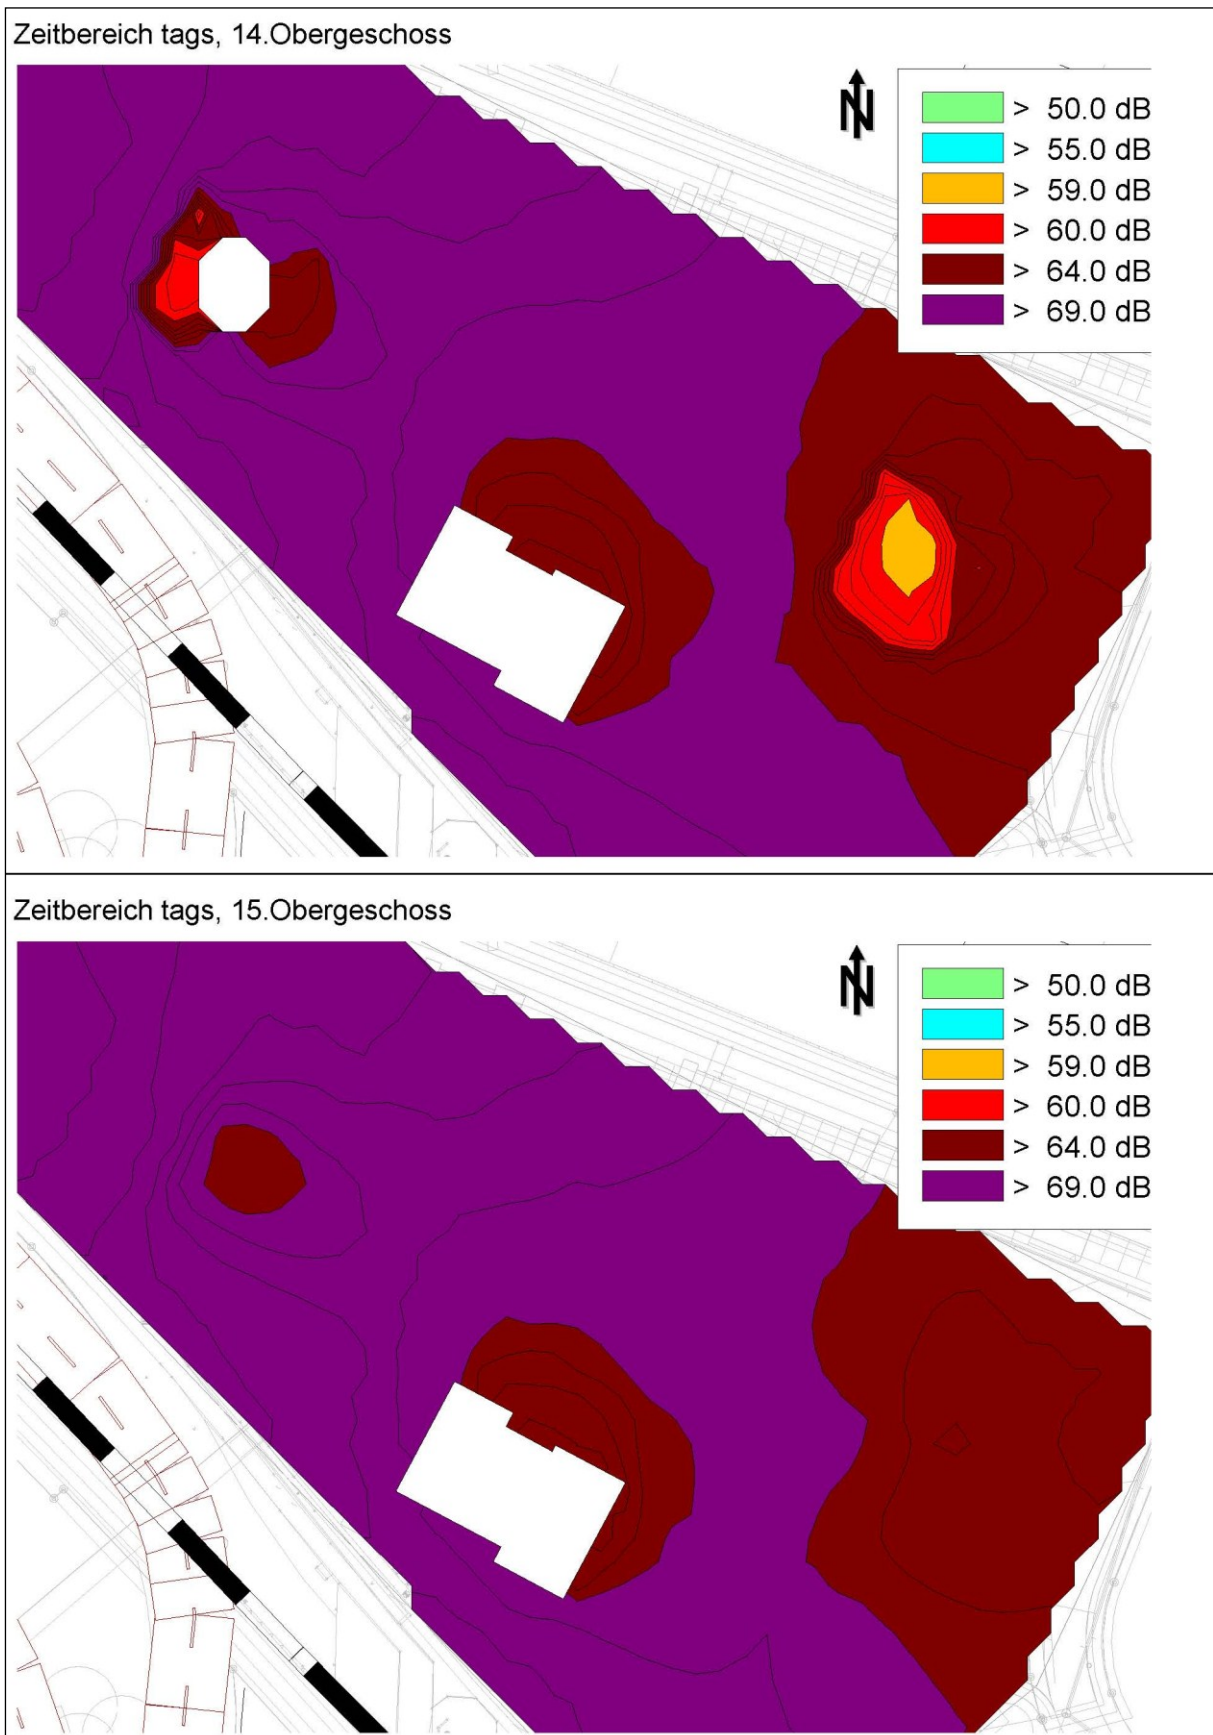 Zeitbereich tags, 14.Obergeschoss
N
> 50.0 dB
> 55.0 dB
> 59.0 dB
> 60.0 dB
> 64.0 dB
> 69.0 dB
Zeitbereich tags, 15.Obergeschoss
N
> 50.0 dB
> 55.0 dB
> 59.0 dB
> 60.0 dB
> 64.0 dB
> 69.0 dB